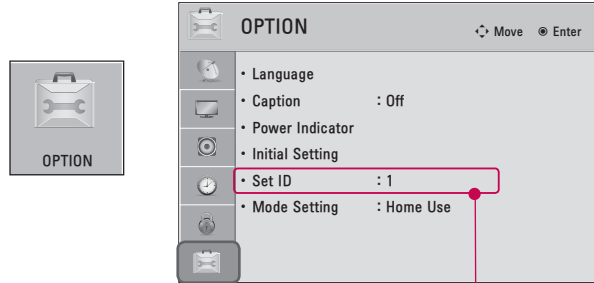 OPTION
OPTION
Move Enter
• Language
• Caption : Off
• Power Indicator
• Initial Setting
• Set ID : 1
• Mode Setting : Home Use